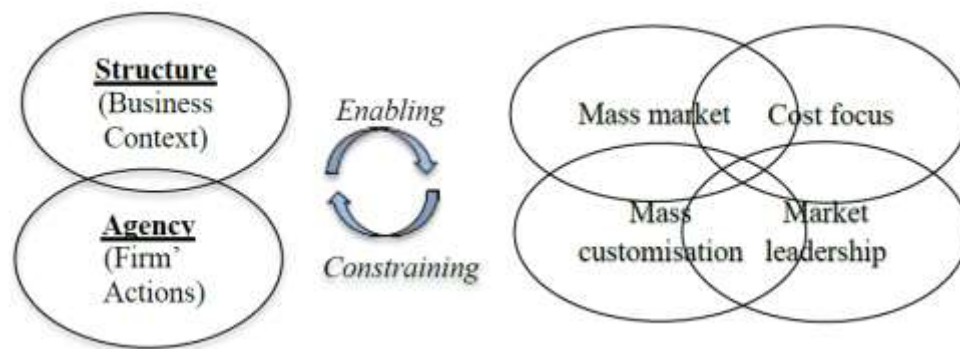 Structure
(Business
Context)
Agency
(Firm’
Actions)
Enabling
Constraining
Mass market
Cost focus
Mass
customisation
Market
leadership